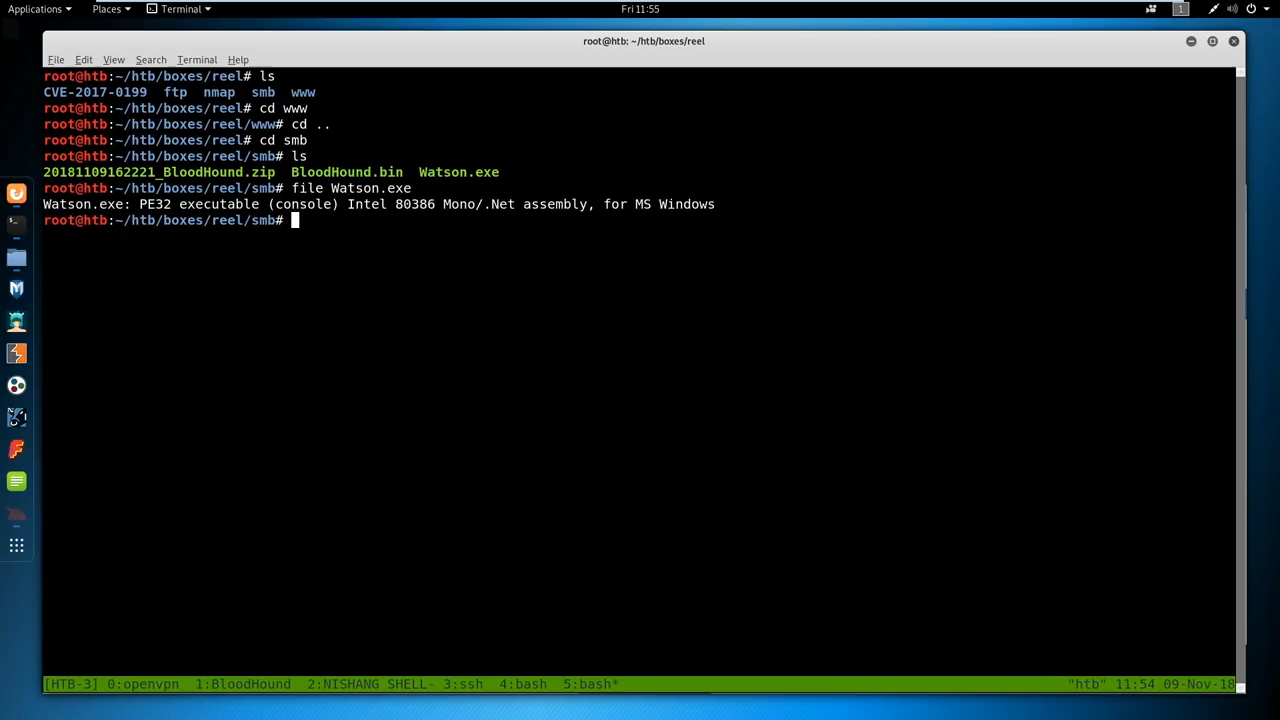 Applications Places Terminal Fri 11:55 1
root@htb: ~/htb/boxes/reel
File Edit View Search Terminal Help
root@htb:~/htb/boxes/reel# ls
CVE-2017-0199 ftp nmap smb www
root@htb:~/htb/boxes/reel# cd www
root@htb:~/htb/boxes/reel/www# cd ..
root@htb:~/htb/boxes/reel# cd smb
root@htb:~/htb/boxes/reel/smb# ls
20181109162221_BloodHound.zip BloodHound.bin Watson.exe
root@htb:~/htb/boxes/reel/smb# file Watson.exe
Watson.exe: PE32 executable (console) Intel 80386 Mono/.Net assembly, for MS Windows
root@htb:~/htb/boxes/reel/smb#
[HTB-3] 0:openvpn 1:BloodHound 2:NISHANG SHELL- 3:ssh 4:bash 5:bash* "htb" 11:54 09-Nov-18